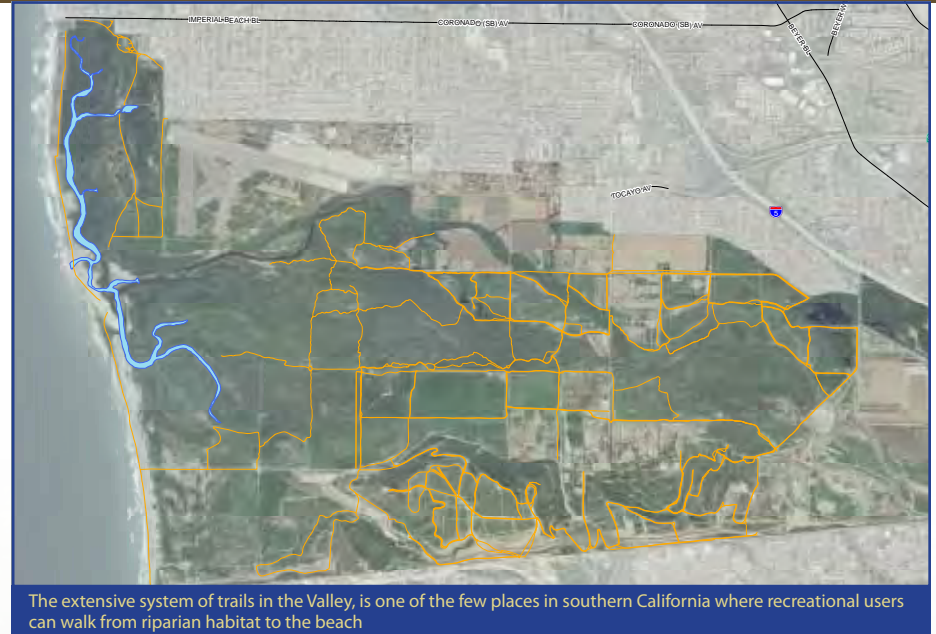 IMPERIAL BEACH BL
CORONADO (SB) AV
CORONADO (SB) AV
BEYER BL
BEYER W
TOCAYO AV
5
The extensive system of trails in the Valley, is one of the few places in southern California where recreational users
can walk from riparian habitat to the beach